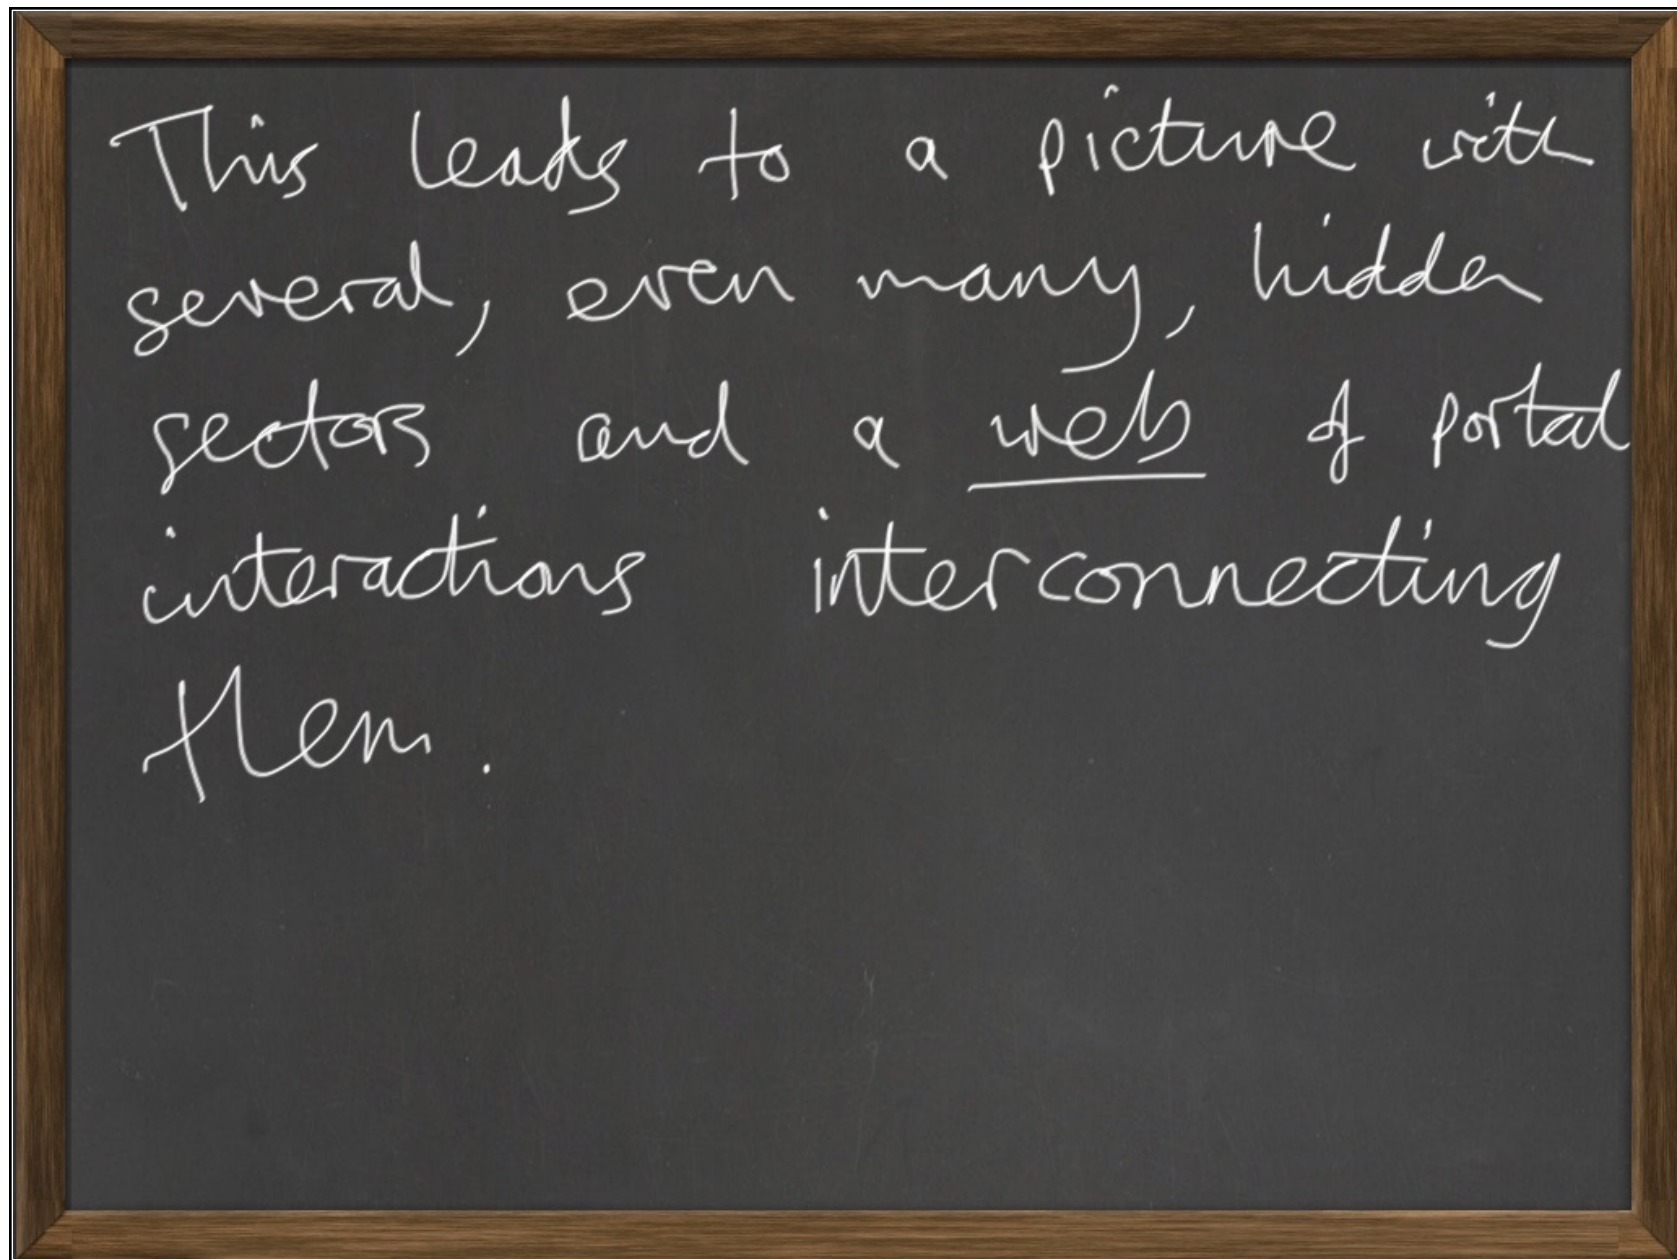 This leads to a picture with
several, even many, hidden
sectors and a web of portal
interactions interconnecting
them.